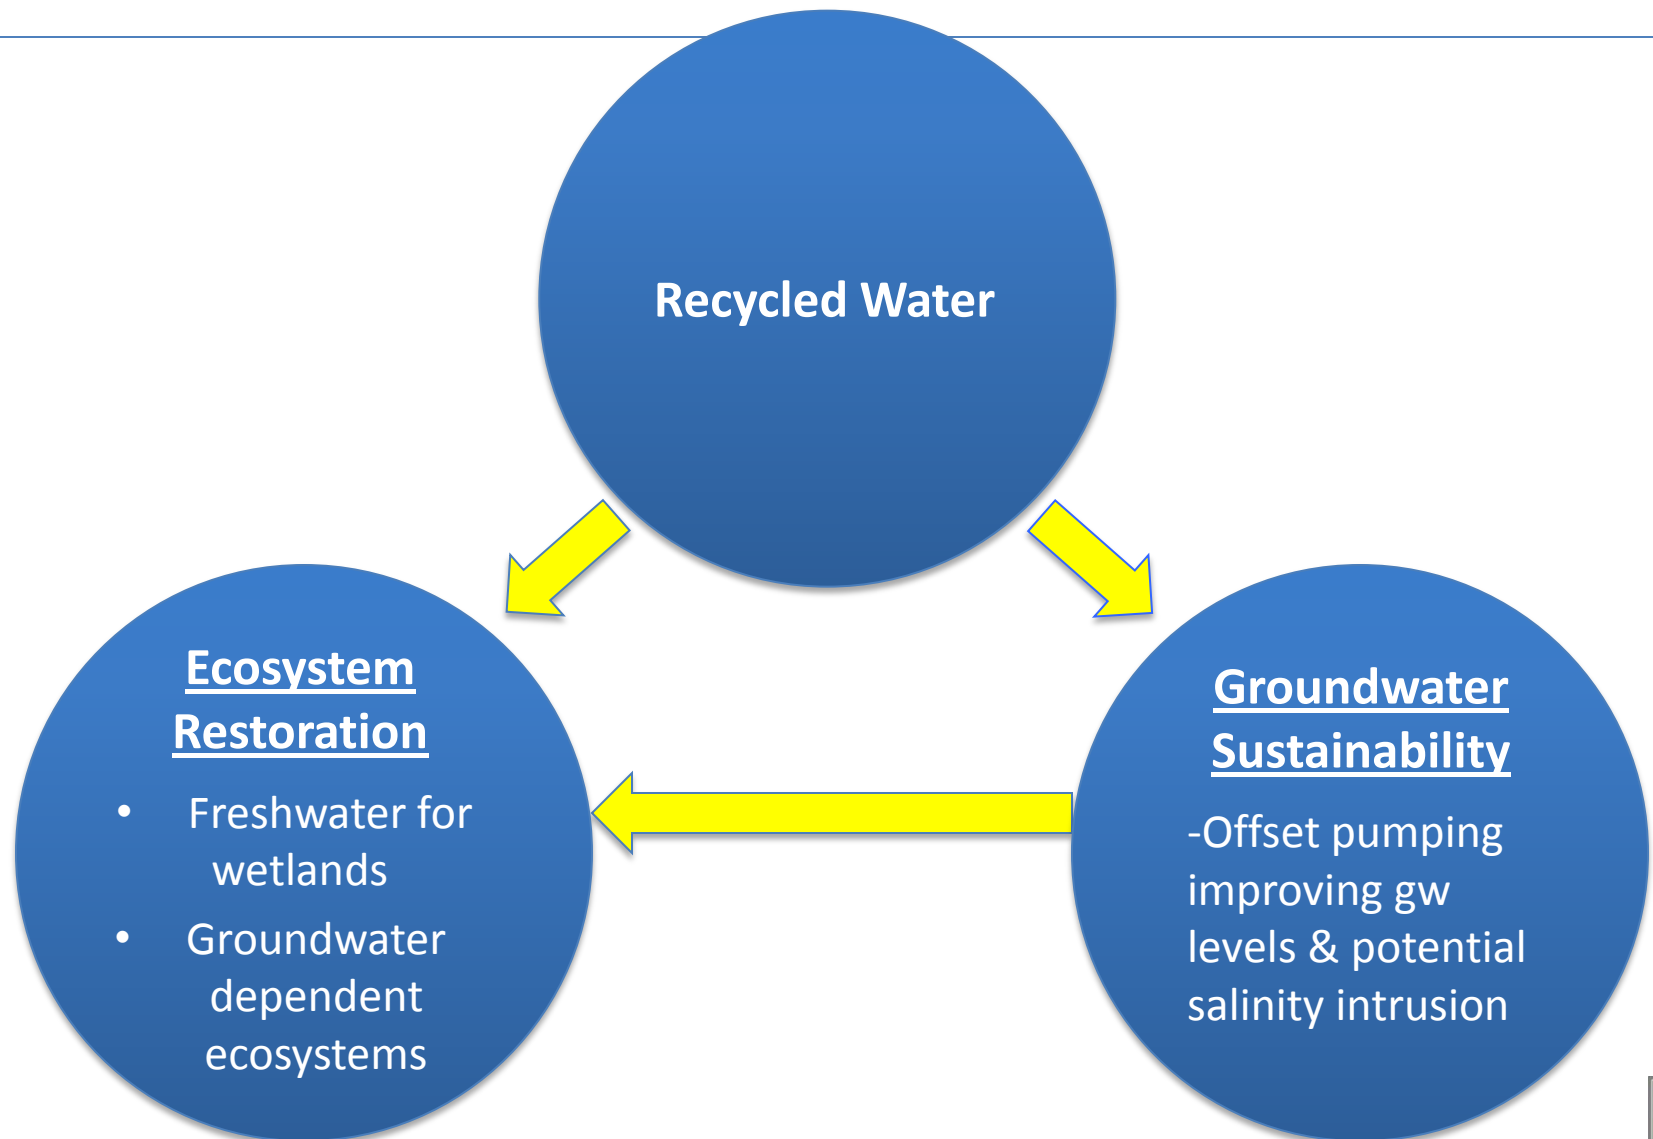 Recycled Water
Ecosystem
Restoration
• Freshwater for
wetlands
• Groundwater
dependent
ecosystems
Groundwater
Sustainability
-Offset pumping
improving gw
levels & potential
salinity intrusion